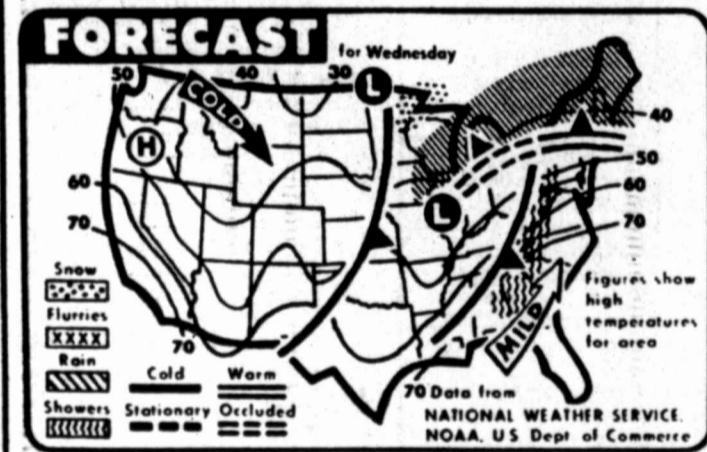 FORECAST
for Wednesday
50 40 30
COLD
L
H
40
50
60
60
L
70
70
Snow
Flurries
XXXX
Rain
Showers
70
Cold Warm
Stationary Occluded
MILD
Figures show
high
temperatures
for area
70 Data from
NATIONAL WEATHER SERVICE,
NOAA, U S Dept of Commerce